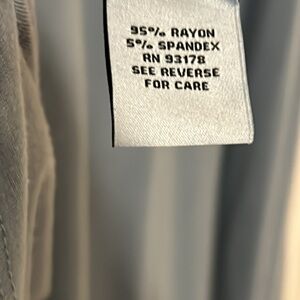 95% RAYON
5% SPANDEX
RN 93178
SEE REVERSE
FOR CARE